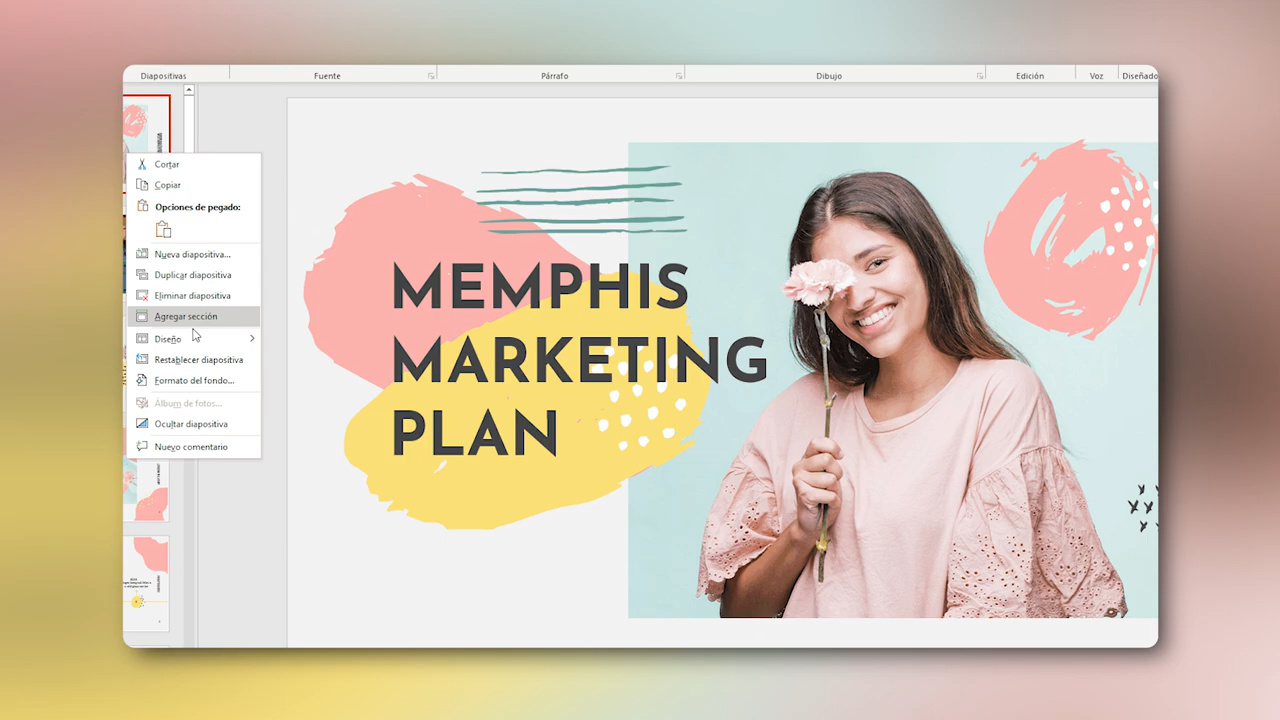 Diapositivas
Fuente
Párrafo
Dibujo
Edición
Voz
Diseñado
Cortar
Copiar
Opciones de pegado:
Nueva diapositiva...
Duplicar diapositiva
Eliminar diapositiva
Agregar sección
Diseño
Restablecer diapositiva
Formato del fondo...
Álbum de fotos...
Ocultar diapositiva
Nuevo comentario
MEMPHIS
MARKETING
PLAN